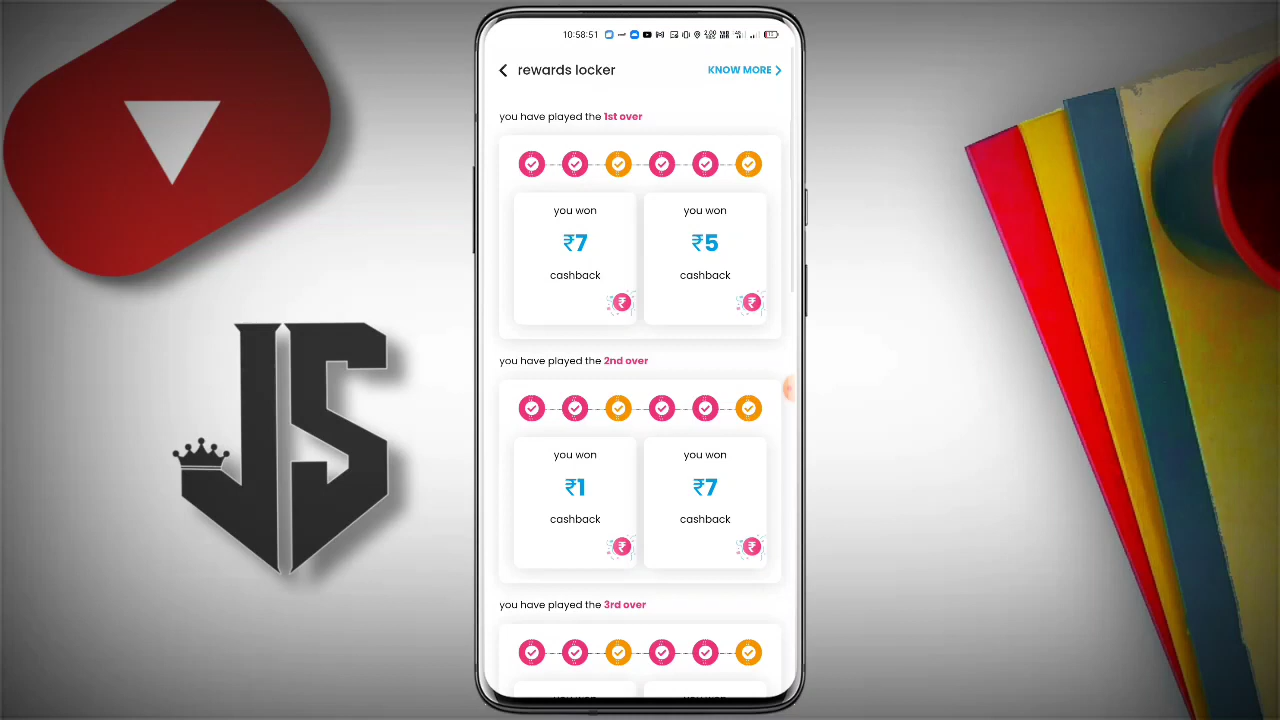 10:58:51
rewards locker
KNOW MORE
you have played the 1st over
you won
₹7
cashback
₹
you won
₹5
cashback
₹
you have played the 2nd over
you won
₹1
cashback
₹
you won
₹7
cashback
₹
you have played the 3rd over
JS